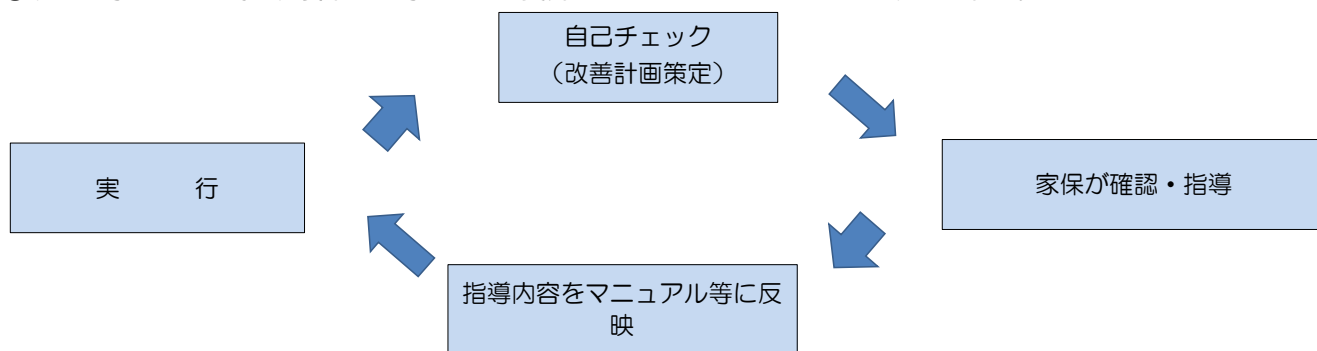 自己チェック
（改善計画策定）
実　　　行
家保が確認・指導
指導内容をマニュアル等に反
映